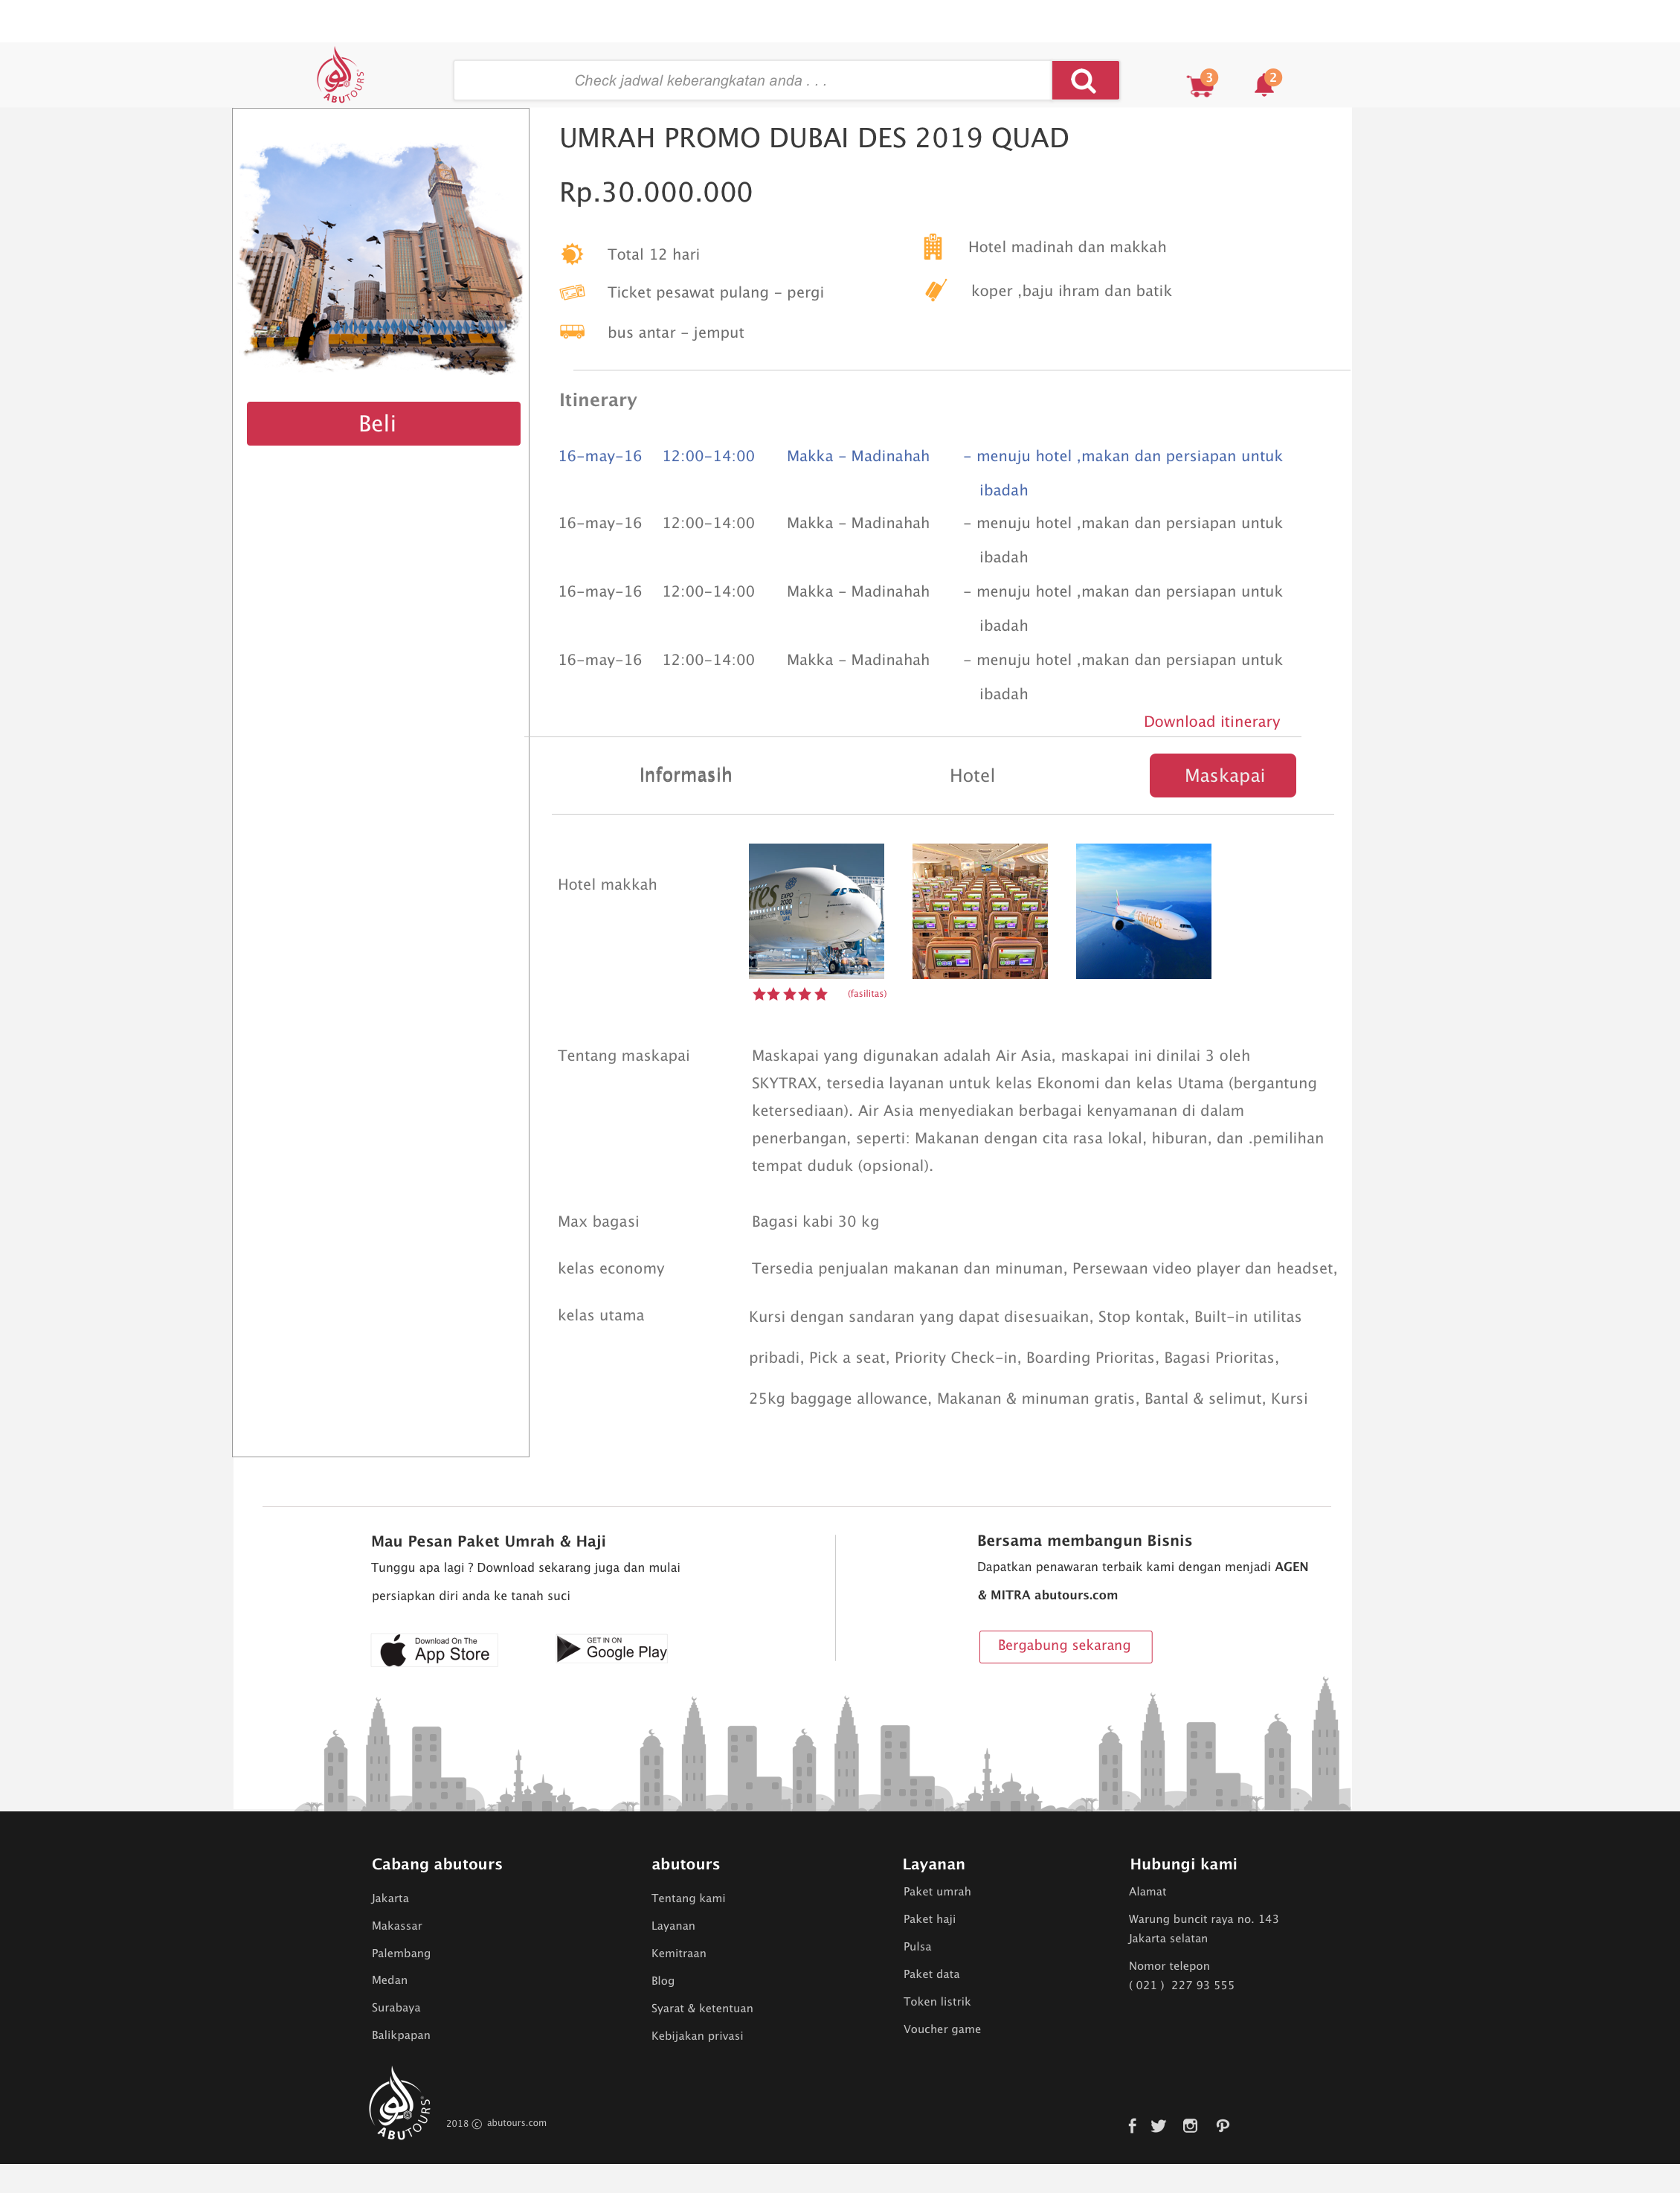 ABUTOURS
Check jadwal keberangkatan anda . . .
3
2
UMRAH PROMO DUBAI DES 2019 QUAD
Rp.30.000.000
Total 12 hari
Hotel madinah dan makkah
Ticket pesawat pulang - pergi
koper ,baju ihram dan batik
bus antar - jemput
Beli
Itinerary
16-may-16 12:00-14:00 Makka - Madinahah - menuju hotel ,makan dan persiapan untuk
ibadah
16-may-16 12:00-14:00 Makka - Madinahah - menuju hotel ,makan dan persiapan untuk
ibadah
16-may-16 12:00-14:00 Makka - Madinahah - menuju hotel ,makan dan persiapan untuk
ibadah
16-may-16 12:00-14:00 Makka - Madinahah - menuju hotel ,makan dan persiapan untuk
ibadah
Download itinerary
Informasih Hotel Maskapai
Hotel makkah
EXPO
2020
Emirates
(fasilitas)
Tentang maskapai
Maskapai yang digunakan adalah Air Asia, maskapai ini dinilai 3 oleh
SKYTRAX, tersedia layanan untuk kelas Ekonomi dan kelas Utama (bergantung
ketersediaan). Air Asia menyediakan berbagai kenyamanan di dalam
penerbangan, seperti: Makanan dengan cita rasa lokal, hiburan, dan .pemilihan
tempat duduk (opsional).
Max bagasi Bagasi kabi 30 kg
kelas economy Tersedia penjualan makanan dan minuman, Persewaan video player dan headset,
kelas utama Kursi dengan sandaran yang dapat disesuaikan, Stop kontak, Built-in utilitas
pribadi, Pick a seat, Priority Check-in, Boarding Prioritas, Bagasi Prioritas,
25kg baggage allowance, Makanan & minuman gratis, Bantal & selimut, Kursi
Mau Pesan Paket Umrah & Haji
Tunggu apa lagi ? Download sekarang juga dan mulai
persiapkan diri anda ke tanah suci
Download On The
App Store
GET IN ON
Google Play
Bersama membangun Bisnis
Dapatkan penawaran terbaik kami dengan menjadi AGEN
& MITRA abutours.com
Bergabung sekarang
Cabang abutours
Jakarta
Makassar
Palembang
Medan
Surabaya
Balikpapan
abutours
Tentang kami
Layanan
Kemitraan
Blog
Syarat & ketentuan
Kebijakan privasi
Layanan
Paket umrah
Paket haji
Pulsa
Paket data
Token listrik
Voucher game
Hubungi kami
Alamat
Warung buncit raya no. 143
Jakarta selatan
Nomor telepon
( 021 ) 227 93 555
ABUTOURS
2018 © abutours.com